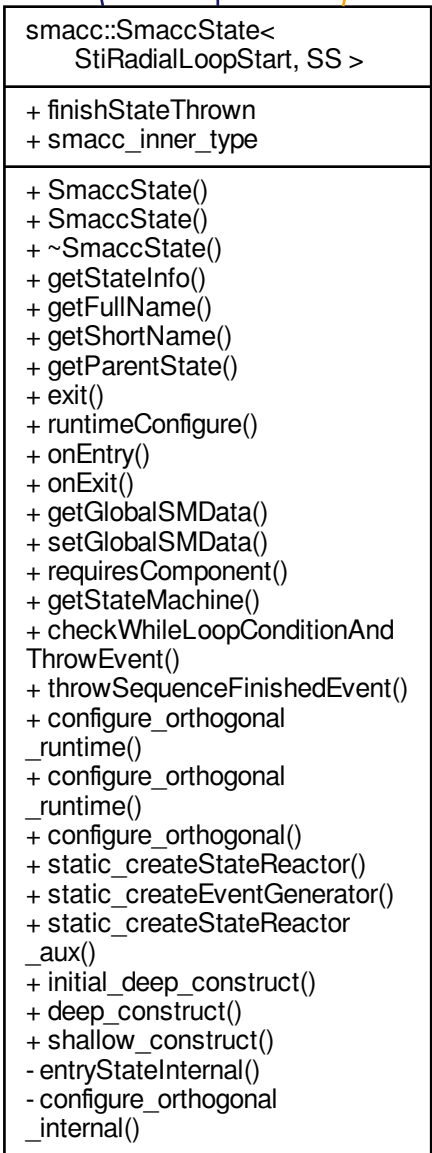 smacc::SmaccState<
StiRadialLoopStart, SS >
+ finishStateThrown
+ smacc_inner_type
+ SmaccState()
+ SmaccState()
+ ~SmaccState()
+ getStateInfo()
+ getFullName()
+ getShortName()
+ getParentState()
+ exit()
+ runtimeConfigure()
+ onEntry()
+ onExit()
+ getGlobalSMData()
+ setGlobalSMData()
+ requiresComponent()
+ getStateMachine()
+ checkWhileLoopConditionAnd
ThrowEvent()
+ throwSequenceFinishedEvent()
+ configure_orthogonal
_runtime()
+ configure_orthogonal
_runtime()
+ configure_orthogonal()
+ static_createStateReactor()
+ static_createEventGenerator()
+ static_createStateReactor
_aux()
+ initial_deep_construct()
+ deep_construct()
+ shallow_construct()
- entryStateInternal()
- configure_orthogonal
_internal()